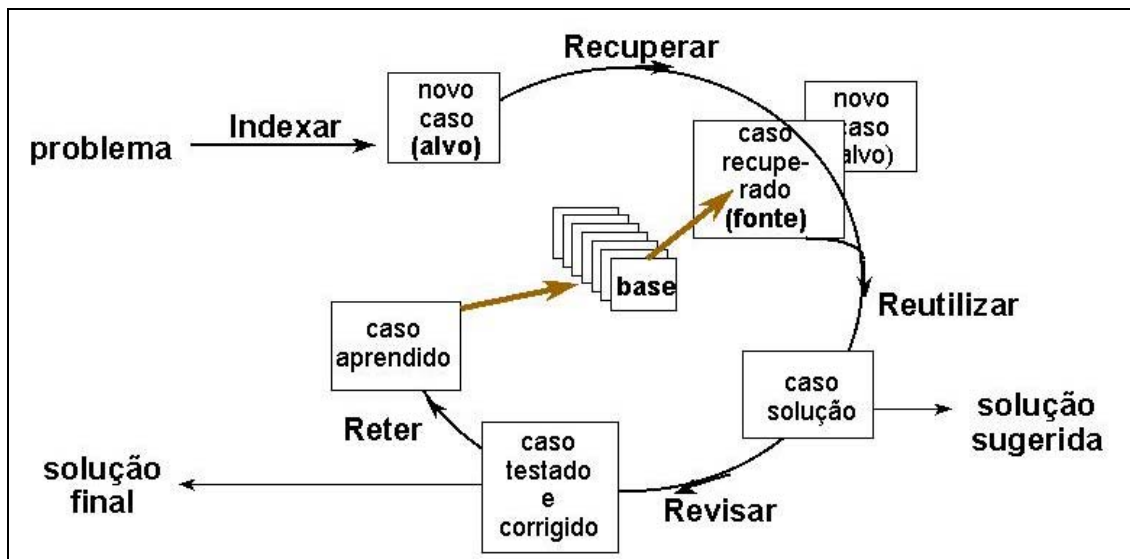 Recuperar
novo
caso
(alvo)
problema
Indexar
novo
caso
alvo)
caso
recupe-
rado
(fonte)
base
Reutilizar
caso
aprendido
caso
solução
solução
sugerida
Reter
caso
testado
e
corrigido
Revisar
solução
final